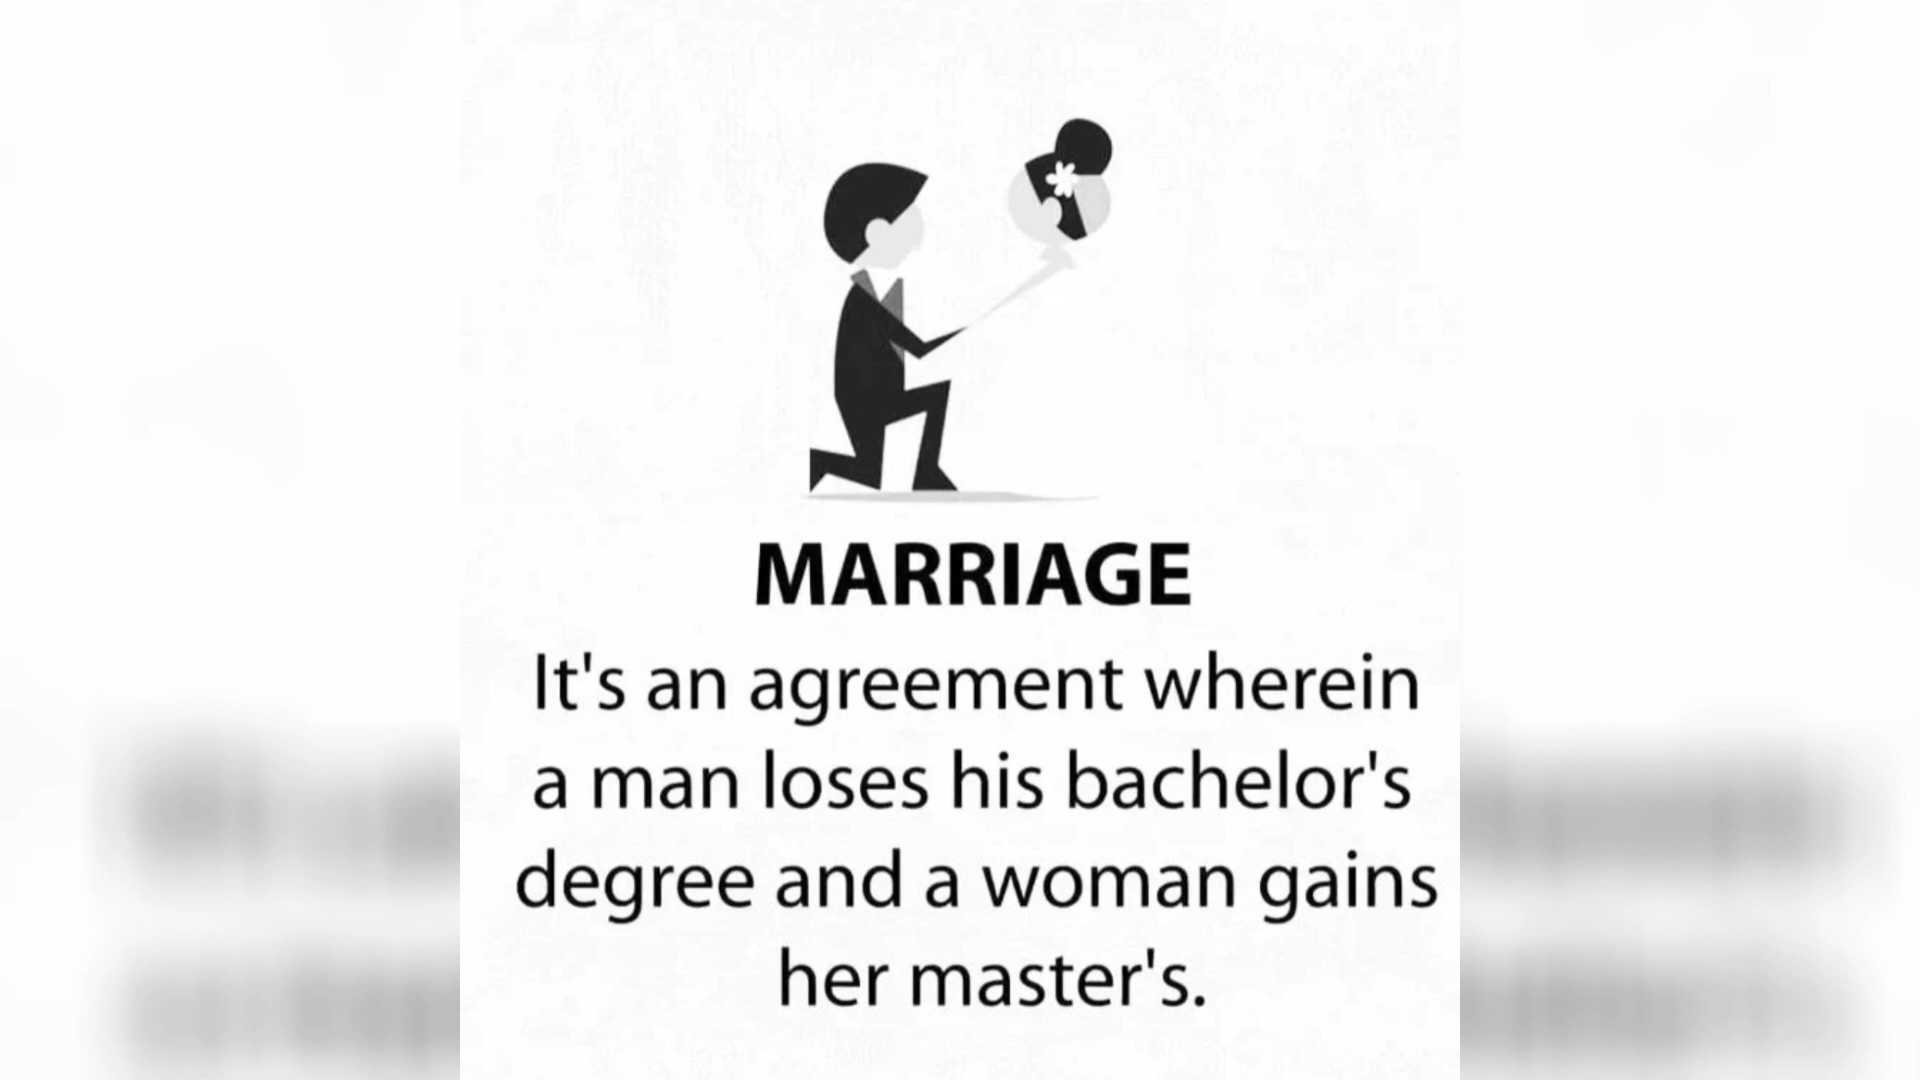 MARRIAGE
It's an agreement wherein
a man loses his bachelor's
degree and a woman gains
her master's.